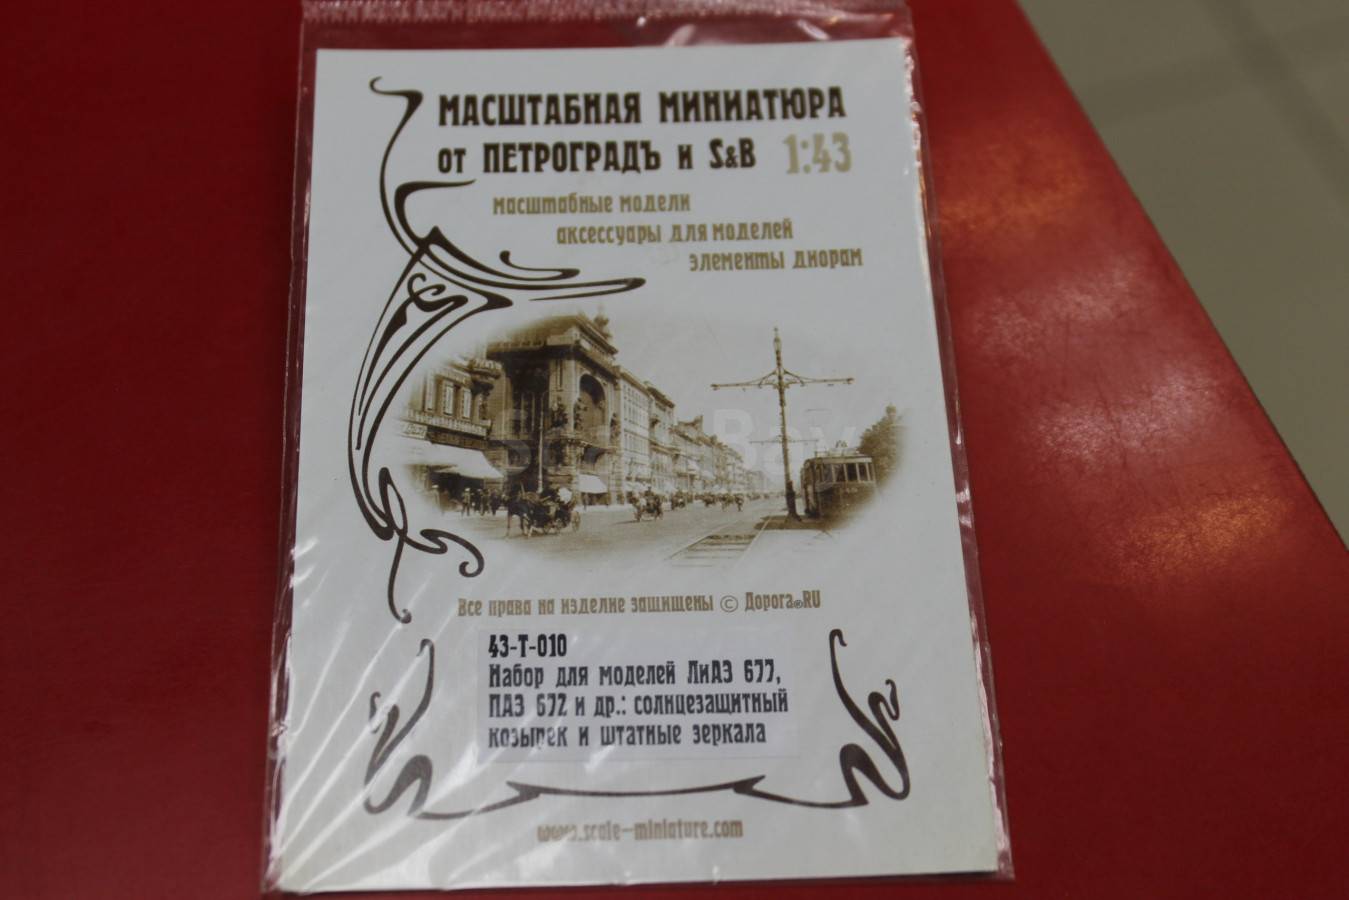 МАСШТАБНАЯ МИНИАТЮРА
от ПЕТРОГРАДЪ и S&B 1:43
масштабные модели
аксессуары для моделей
элементы диорам
ScaleBay
Все права на изделие защищены © Дорога®RU
43-Т-010
Набор для моделей ЛиАЗ 677,
ПАЗ 672 и др.: солнцезащитный
козырек и штатные зеркала
www.scale-miniature.com